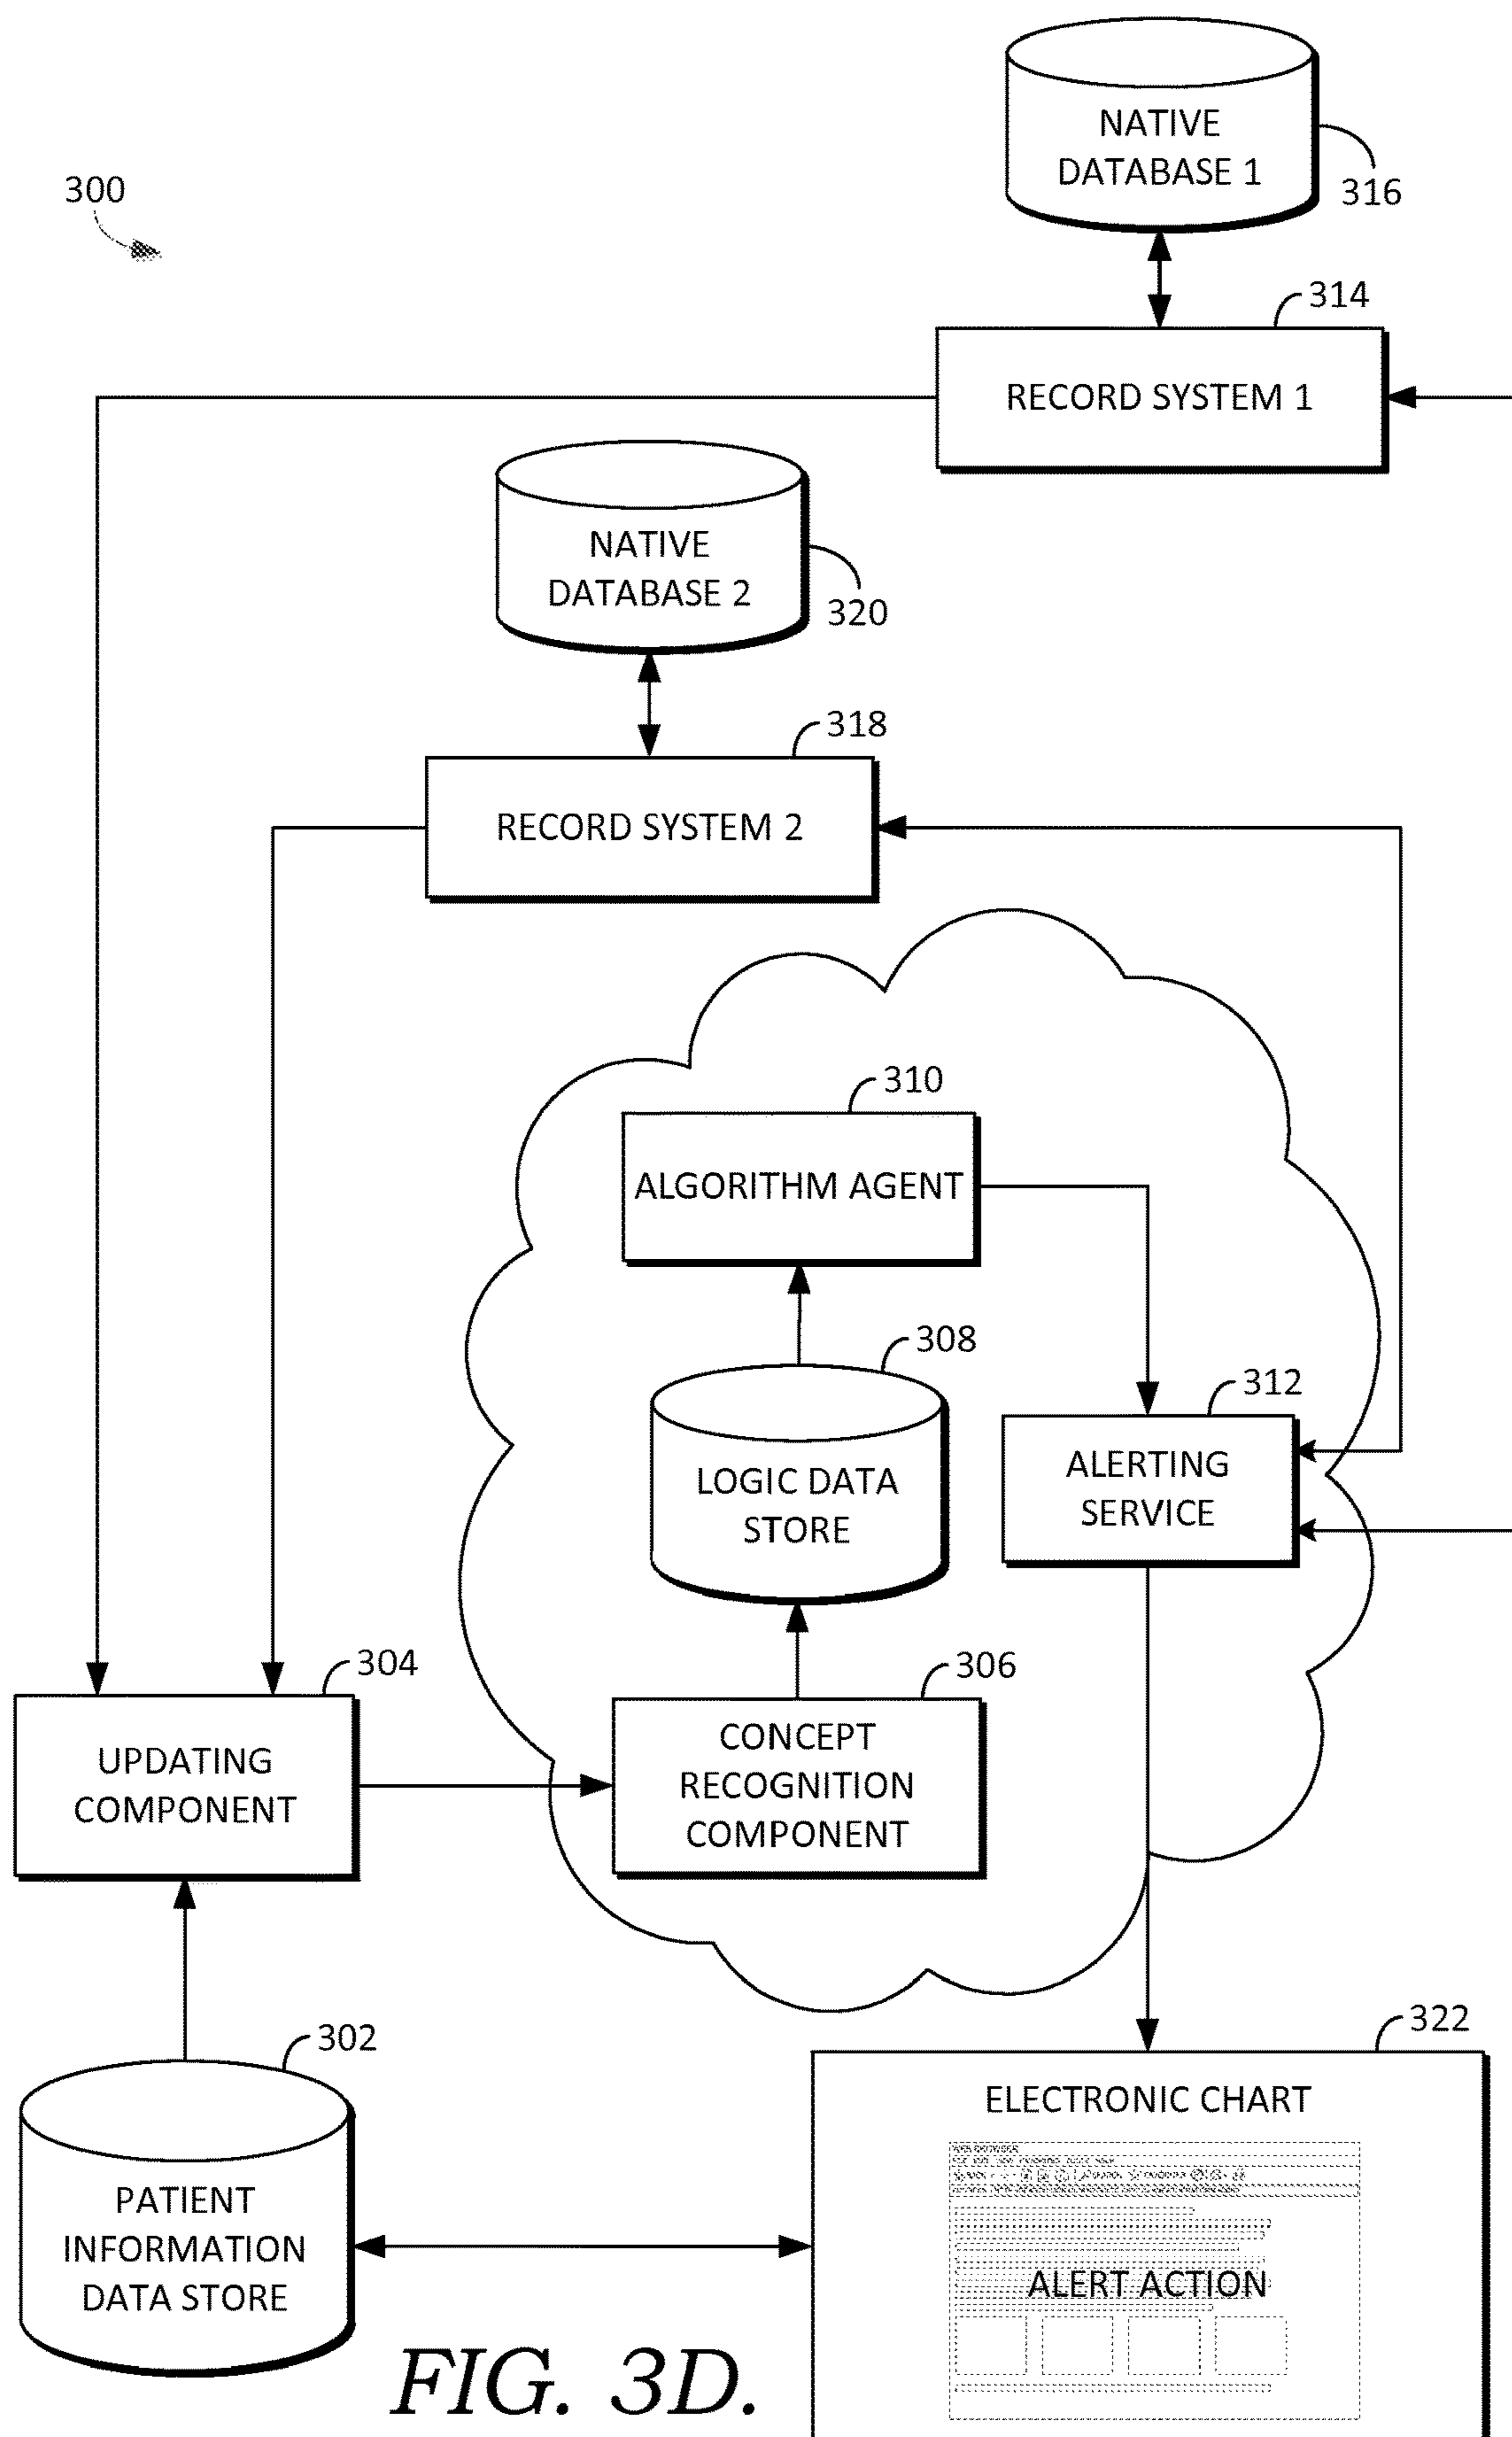 NATIVE
DATABASE 1
316
300
314
RECORD SYSTEM 1
NATIVE
DATABASE 2
320
318
RECORD SYSTEM 2
310
ALGORITHM AGENT
308
LOGIC DATA
STORE
312
ALERTING
SERVICE
304
UPDATING
COMPONENT
306
CONCEPT
RECOGNITION
COMPONENT
302
PATIENT
INFORMATION
DATA STORE
322
ELECTRONIC CHART
ALERT ACTION
FIG. 3D.